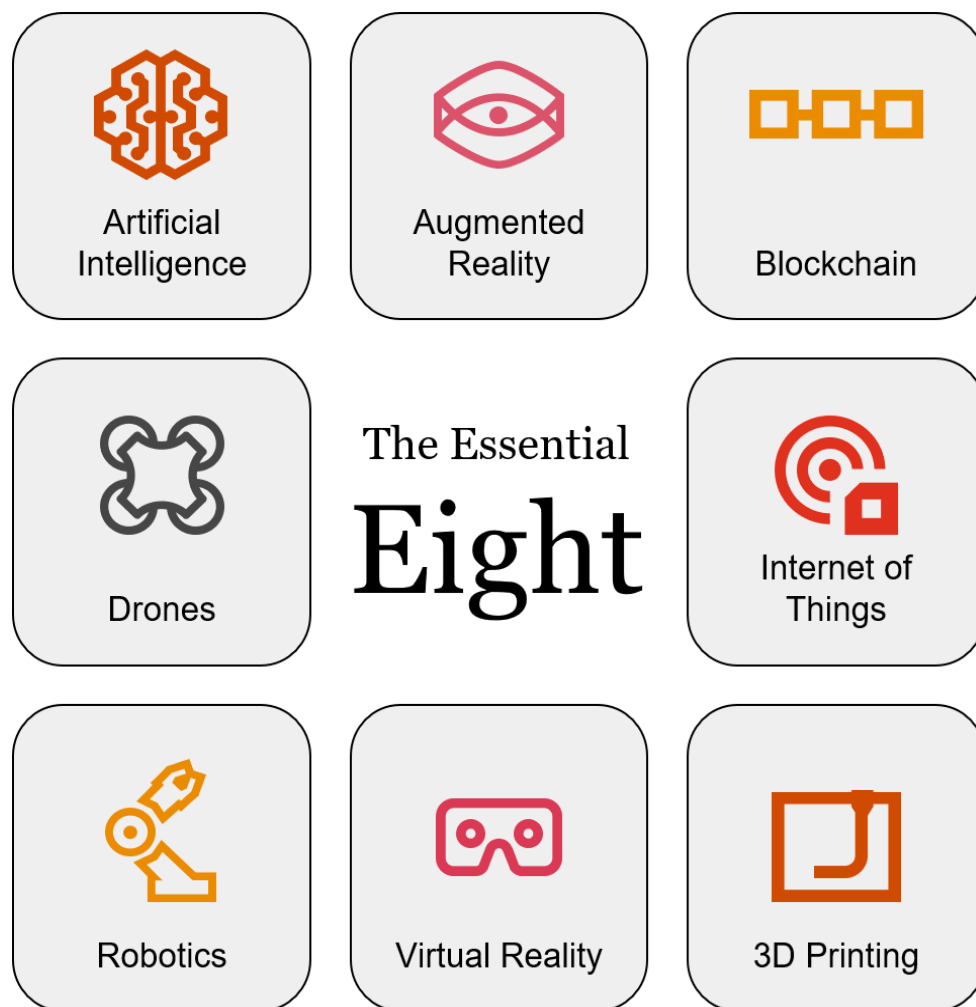 Artificial
Intelligence
Augmented
Reality
Blockchain
Drones
The Essential
Eight
Internet of
Things
Robotics
Virtual Reality
3D Printing